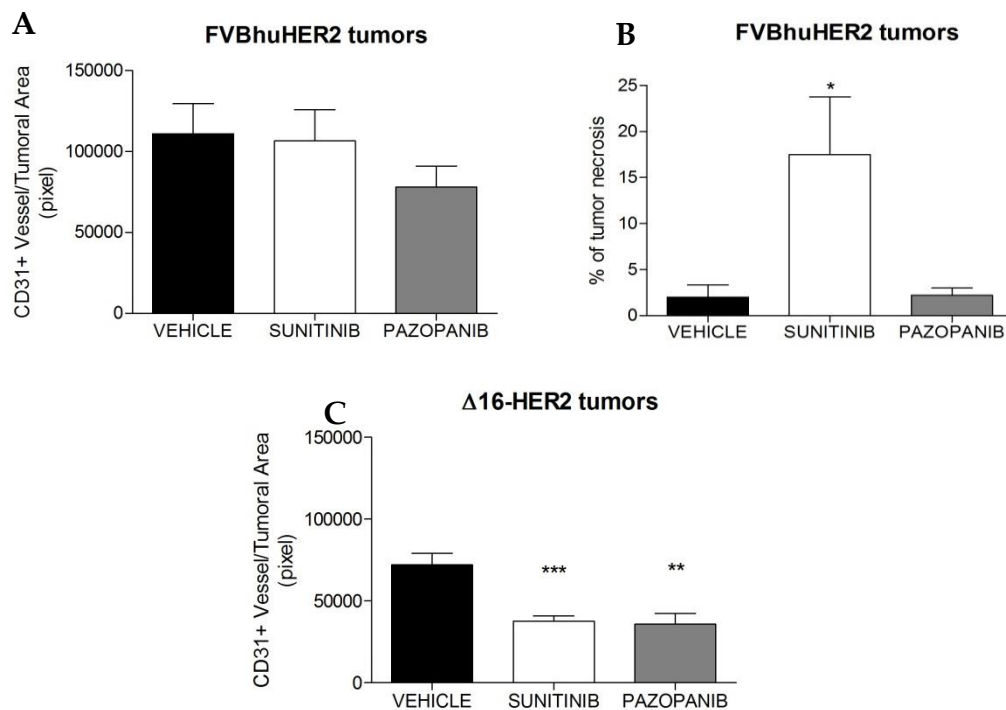 A
FVBhuHER2 tumors
CD31+ Vessel/Tumoral Area
(pixel)
150000
100000
50000
0
VEHICLE SUNITINIB PAZOPANIB
B
FVBhuHER2 tumors
% of tumor necrosis
25
20
15
10
5
0
*
VEHICLE SUNITINIB PAZOPANIB
C
Δ16-HER2 tumors
CD31+ Vessel/Tumoral Area
(pixel)
150000
100000
50000
0
*** **
VEHICLE SUNITINIB PAZOPANIB